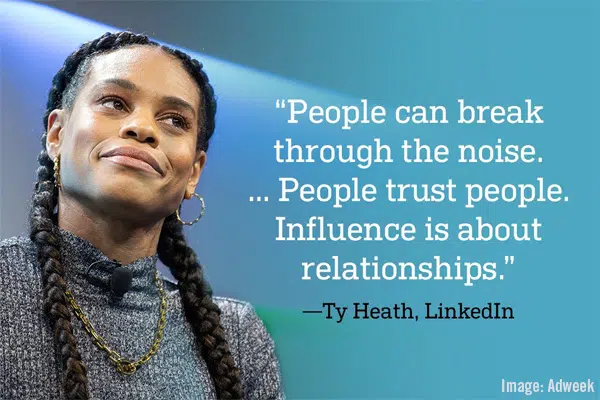 “People can break
through the noise.
... People trust people.
Influence is about
relationships.”
—Ty Heath, LinkedIn
Image: Adweek